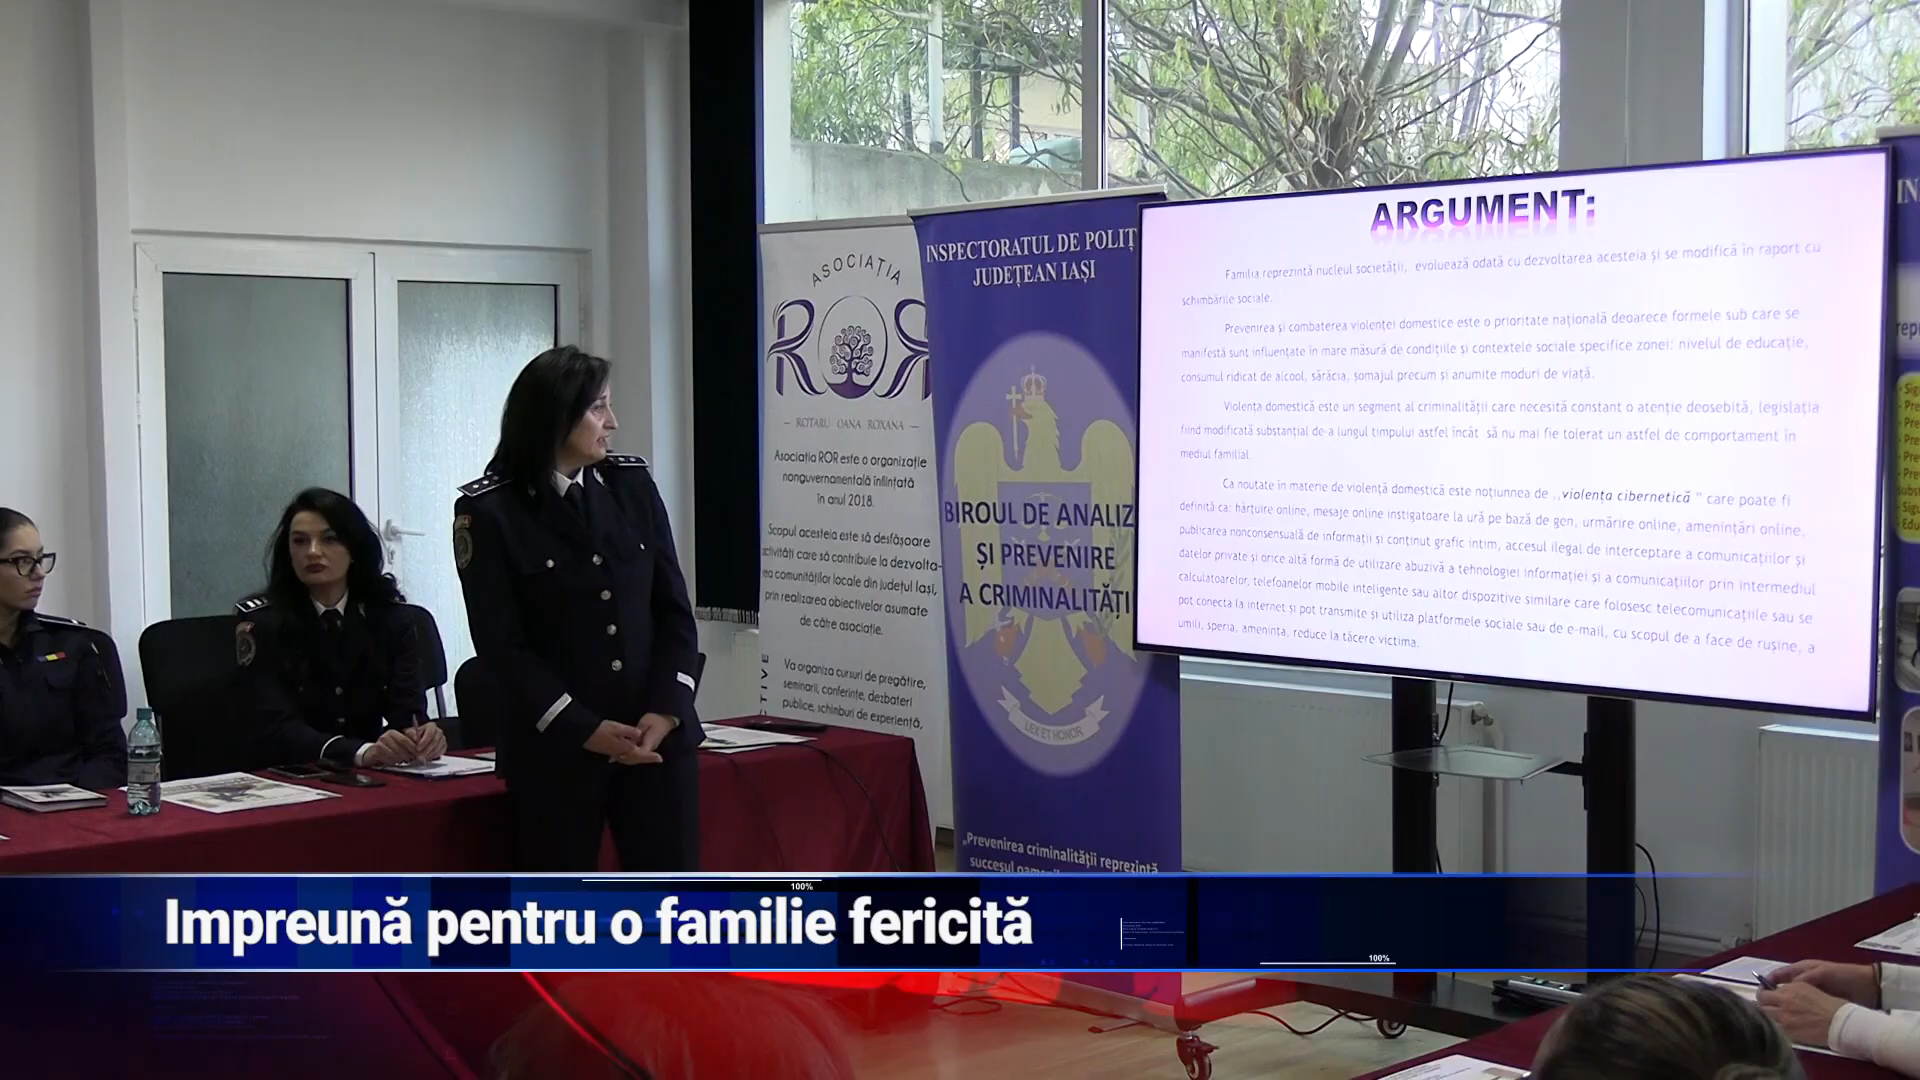 ASOCIAȚIA
ROR
— ROTARU OANA ROXANA —
Asociația ROR este o organizație
nonguvernamentală înființată
în anul 2018.
Scopul acesteia este să desfășoare
activități care să contribuie la dezvolta-
rea comunităților locale din județul Iași,
prin realizarea obiectivelor asumate
de către asociație.
Va organiza cursuri de pregătire,
seminarii, conferințe, dezbateri
publice, schimburi de experiență,
INSPECTORATUL DE POLIȚ
JUDEȚEAN IAȘI
BIROUL DE ANALIZ
ȘI PREVENIRE
A CRIMINALITĂȚI
LEX ET HONOR
„Prevenirea criminalității reprezintă
succesul
ARGUMENT:
Familia reprezintă nucleul societății, evoluează odată cu dezvoltarea acesteia și se modifică în raport cu
schimbările sociale.
Prevenirea și combaterea violenței domestice este o prioritate națională deoarece formele sub care se
manifestă sunt influențate în mare măsură de condițiile și contextele sociale specifice zonei: nivelul de educație,
consumul ridicat de alcool, sărăcia, șomajul precum și anumite moduri de viață.
Violența domestică este un segment al criminalității care necesită constant o atenție deosebită, legislația
fiind modificată substanțial de-a lungul timpului astfel încât să nu mai fie tolerat un astfel de comportament în
mediul familial.
Ca noutate în materie de violență domestică este noțiunea de ,,violența cibernetică " care poate fi
definită ca: hărțuire online, mesaje online instigatoare la ură pe bază de gen, urmărire online, amenințări online,
publicarea nonconsensuală de informații și conținut grafic intim, accesul ilegal de interceptare a comunicațiilor și
datelor private și orice altă formă de utilizare abuzivă a tehnologiei informației și a comunicațiilor prin intermediul
calculatoarelor, telefoanelor mobile inteligente sau altor dispozitive similare care folosesc telecomunicațiile sau se
pot conecta la internet și pot transmite și utiliza platformele sociale sau de e-mail, cu scopul de a face de rușine, a
umili, speria, amenința, reduce la tăcere victima.
100%
Impreună pentru o familie fericită
100%